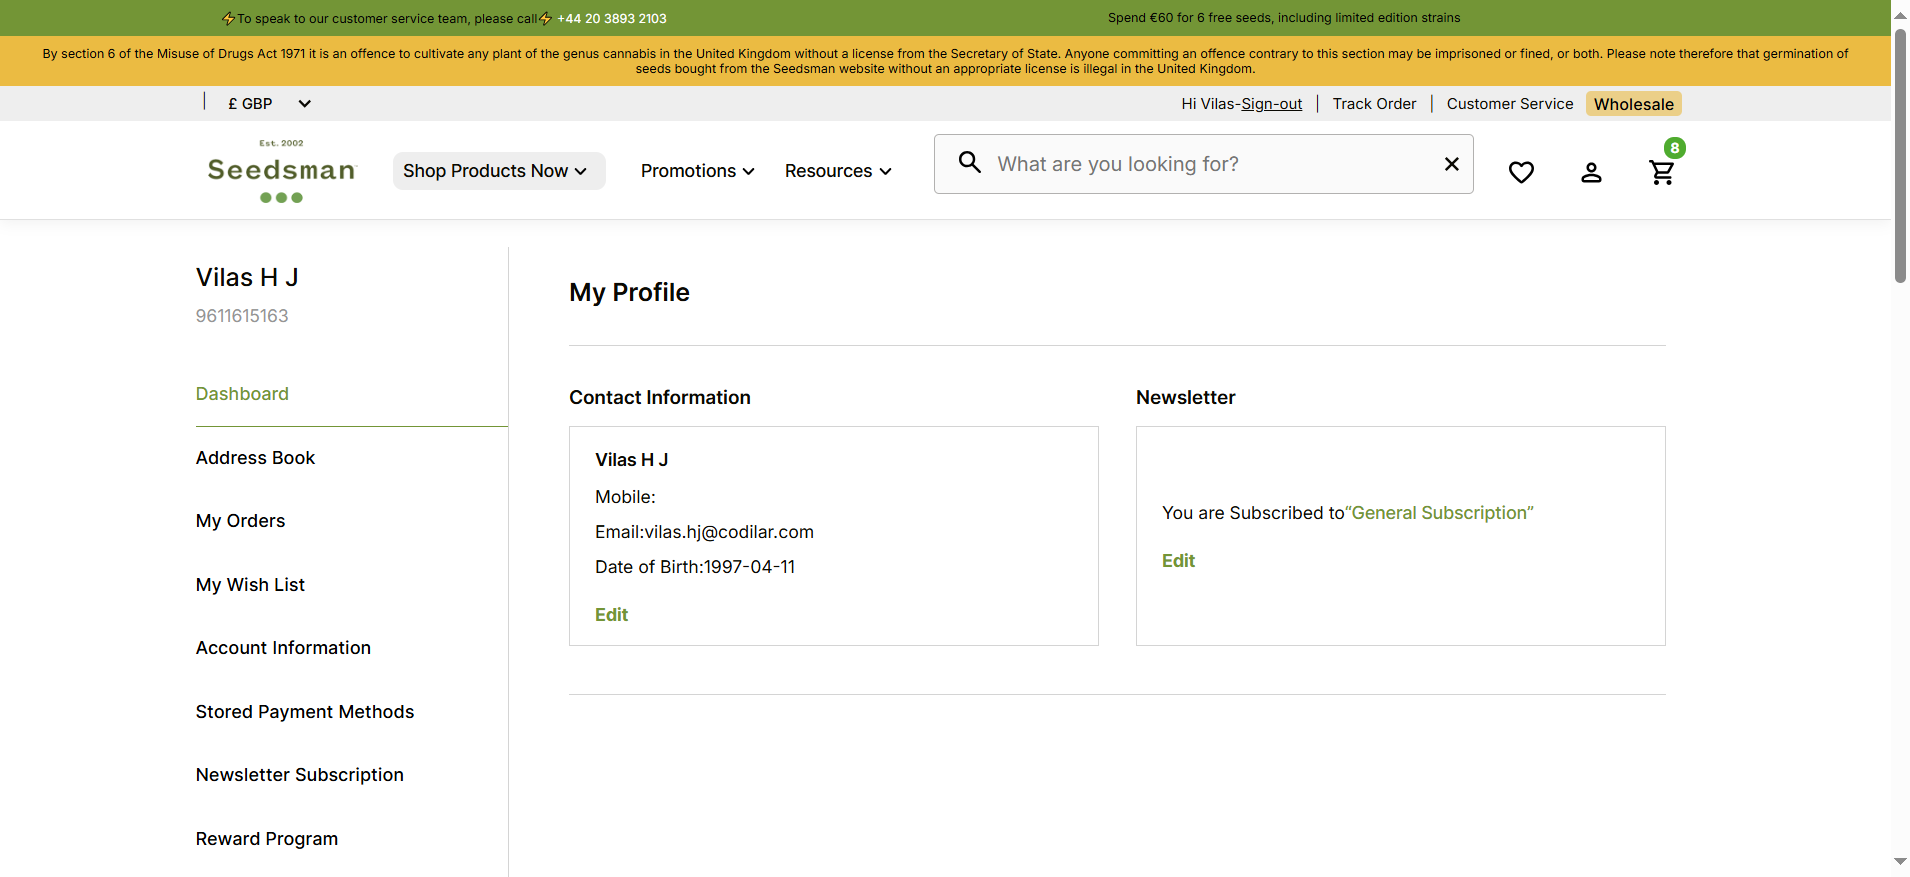 To speak to our customer service team, please call +44 20 3893 2103
Spend €60 for 6 free seeds, including limited edition strains
By section 6 of the Misuse of Drugs Act 1971 it is an offence to cultivate any plant of the genus cannabis in the United Kingdom without a license from the Secretary of State. Anyone committing an offence contrary to this section may be imprisoned or fined, or both. Please note therefore that germination of
seeds bought from the Seedsman website without an appropriate license is illegal in the United Kingdom.
£ GBP
Hi Vilas-Sign-out
Track Order
Customer Service
Wholesale
Est. 2002
Seedsman
Shop Products Now
Promotions
Resources
What are you looking for?
8
Vilas H J
9611615163
Dashboard
Address Book
My Orders
My Wish List
Account Information
Stored Payment Methods
Newsletter Subscription
Reward Program
My Profile
Contact Information
Vilas H J
Mobile:
Email:vilas.hj@codilar.com
Date of Birth:1997-04-11
Edit
Newsletter
You are Subscribed to“General Subscription”
Edit